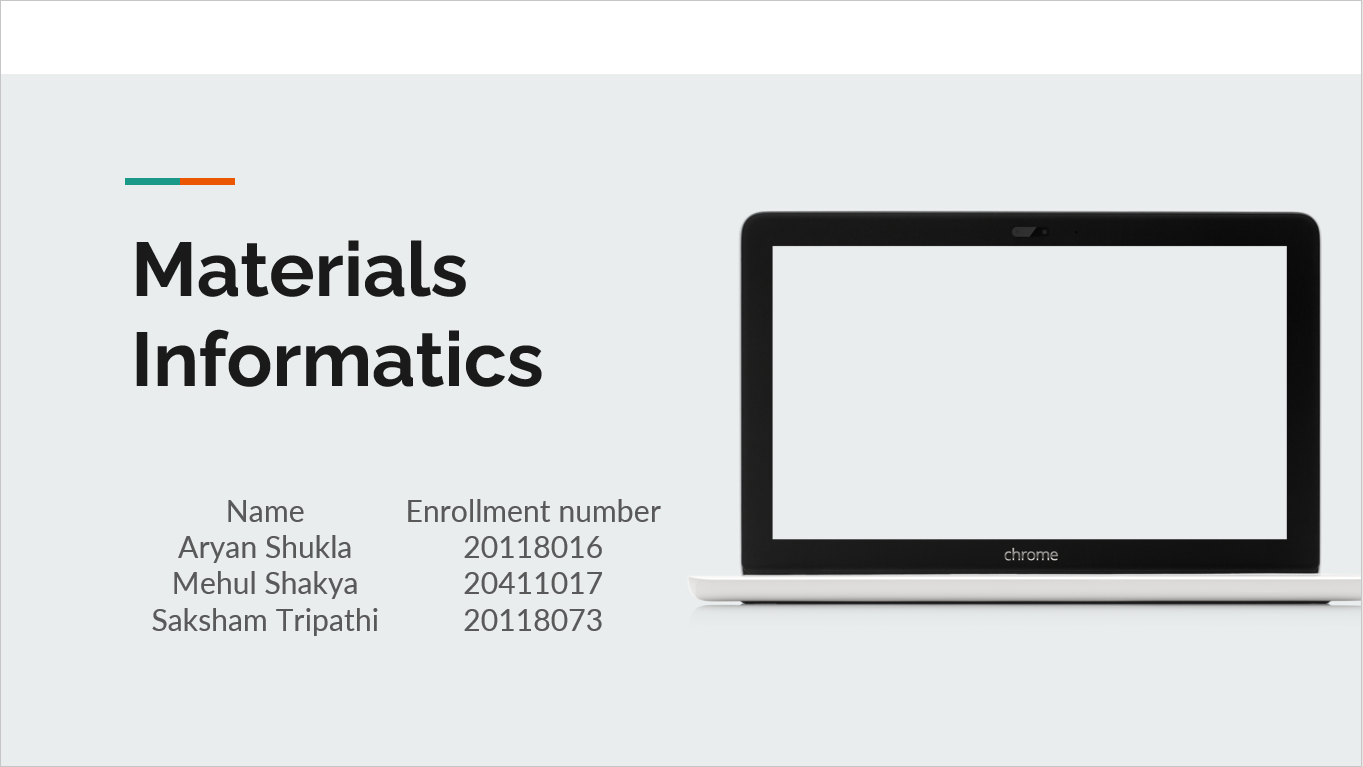 Materials
Informatics
Name Enrollment number
Aryan Shukla 20118016
Mehul Shakya 20411017
Saksham Tripathi 20118073
chrome